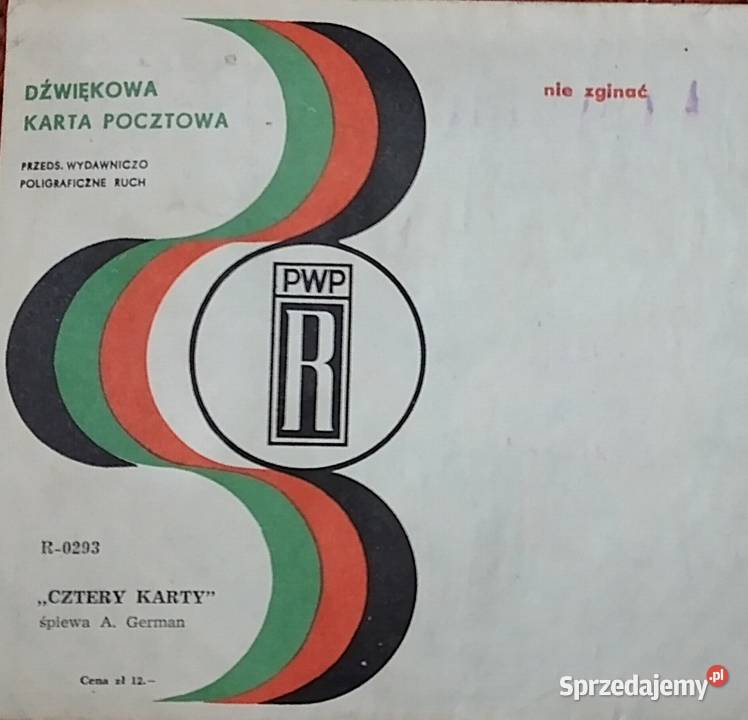 DŹWIĘKOWA
KARTA POCZTOWA
nie zginać
PRZEDS. WYDAWNICZO
POLIGRAFICZNE RUCH
PWP
R
R-0293
„CZTERY KARTY”
śpiewa A. German
Cena zł 12.–
Sprzedajemy.pl